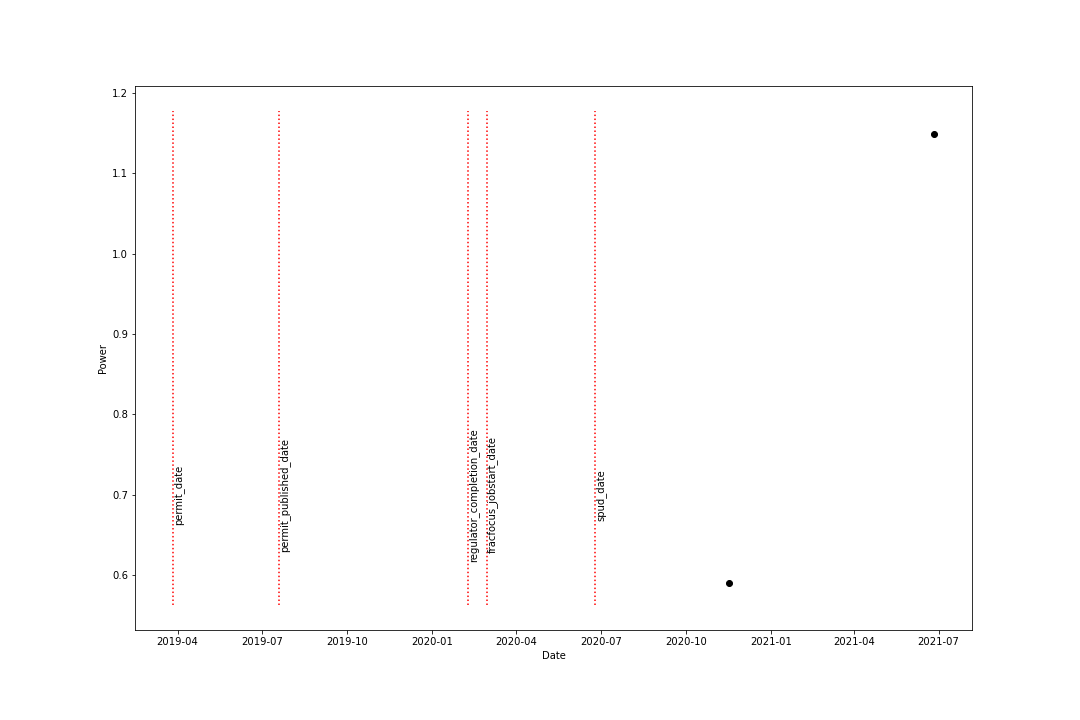 1.2
1.1
1.0
0.9
0.8
0.7
0.6
Power
permit_date
permit_published_date
regulator_completion_date
fracfocus_jobstart_date
spud_date
2019-04
2019-07
2019-10
2020-01
2020-04
2020-07
2020-10
2021-01
2021-04
2021-07
Date